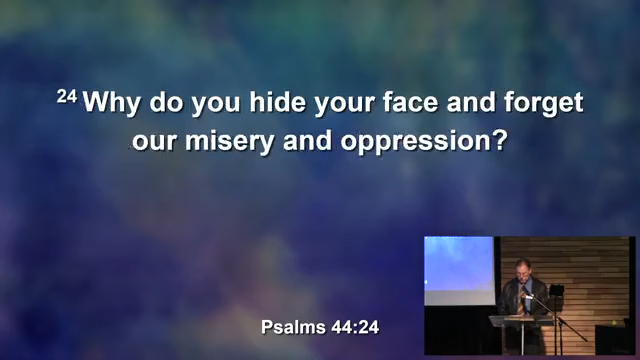 24 Why do you hide your face and forget
our misery and oppression?
Psalms 44:24